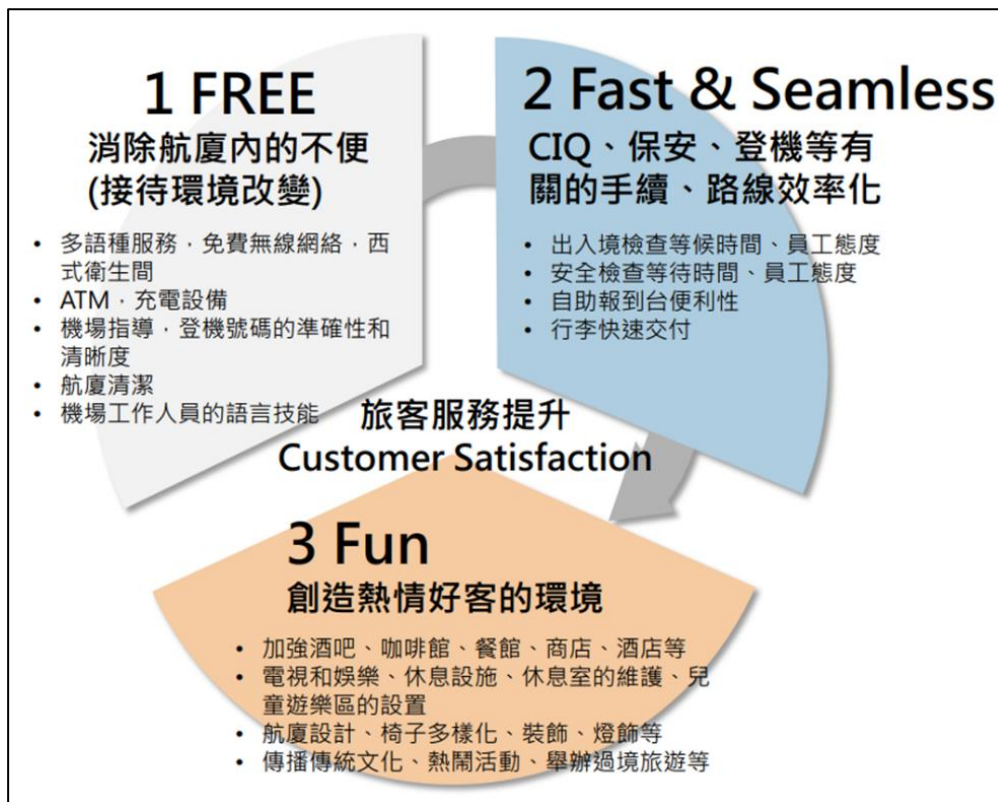 1 FREE
消除航廈內的不便
(接待環境改變)
• 多語種服務，免費無線網絡，西
式衛生間
• ATM，充電設備
• 機場指導，登機號碼的準確性和
清晰度
• 航廈清潔
• 機場工作人員的語言技能
2 Fast & Seamless
CIQ、保安、登機等有
關的手續、路線效率化
• 出入境檢查等候時間、員工態度
• 安全檢查等待時間、員工態度
• 自助報到台便利性
• 行李快速交付
旅客服務提升
Customer Satisfaction
3 Fun
創造熱情好客的環境
• 加強酒吧、咖啡館、餐館、商店、酒店等
• 電視和娛樂、休息設施、休息室的維護、兒
童遊樂區的設置
• 航廈設計、椅子多樣化、裝飾、燈飾等
• 傳播傳統文化、熱鬧活動、舉辦過境旅遊等